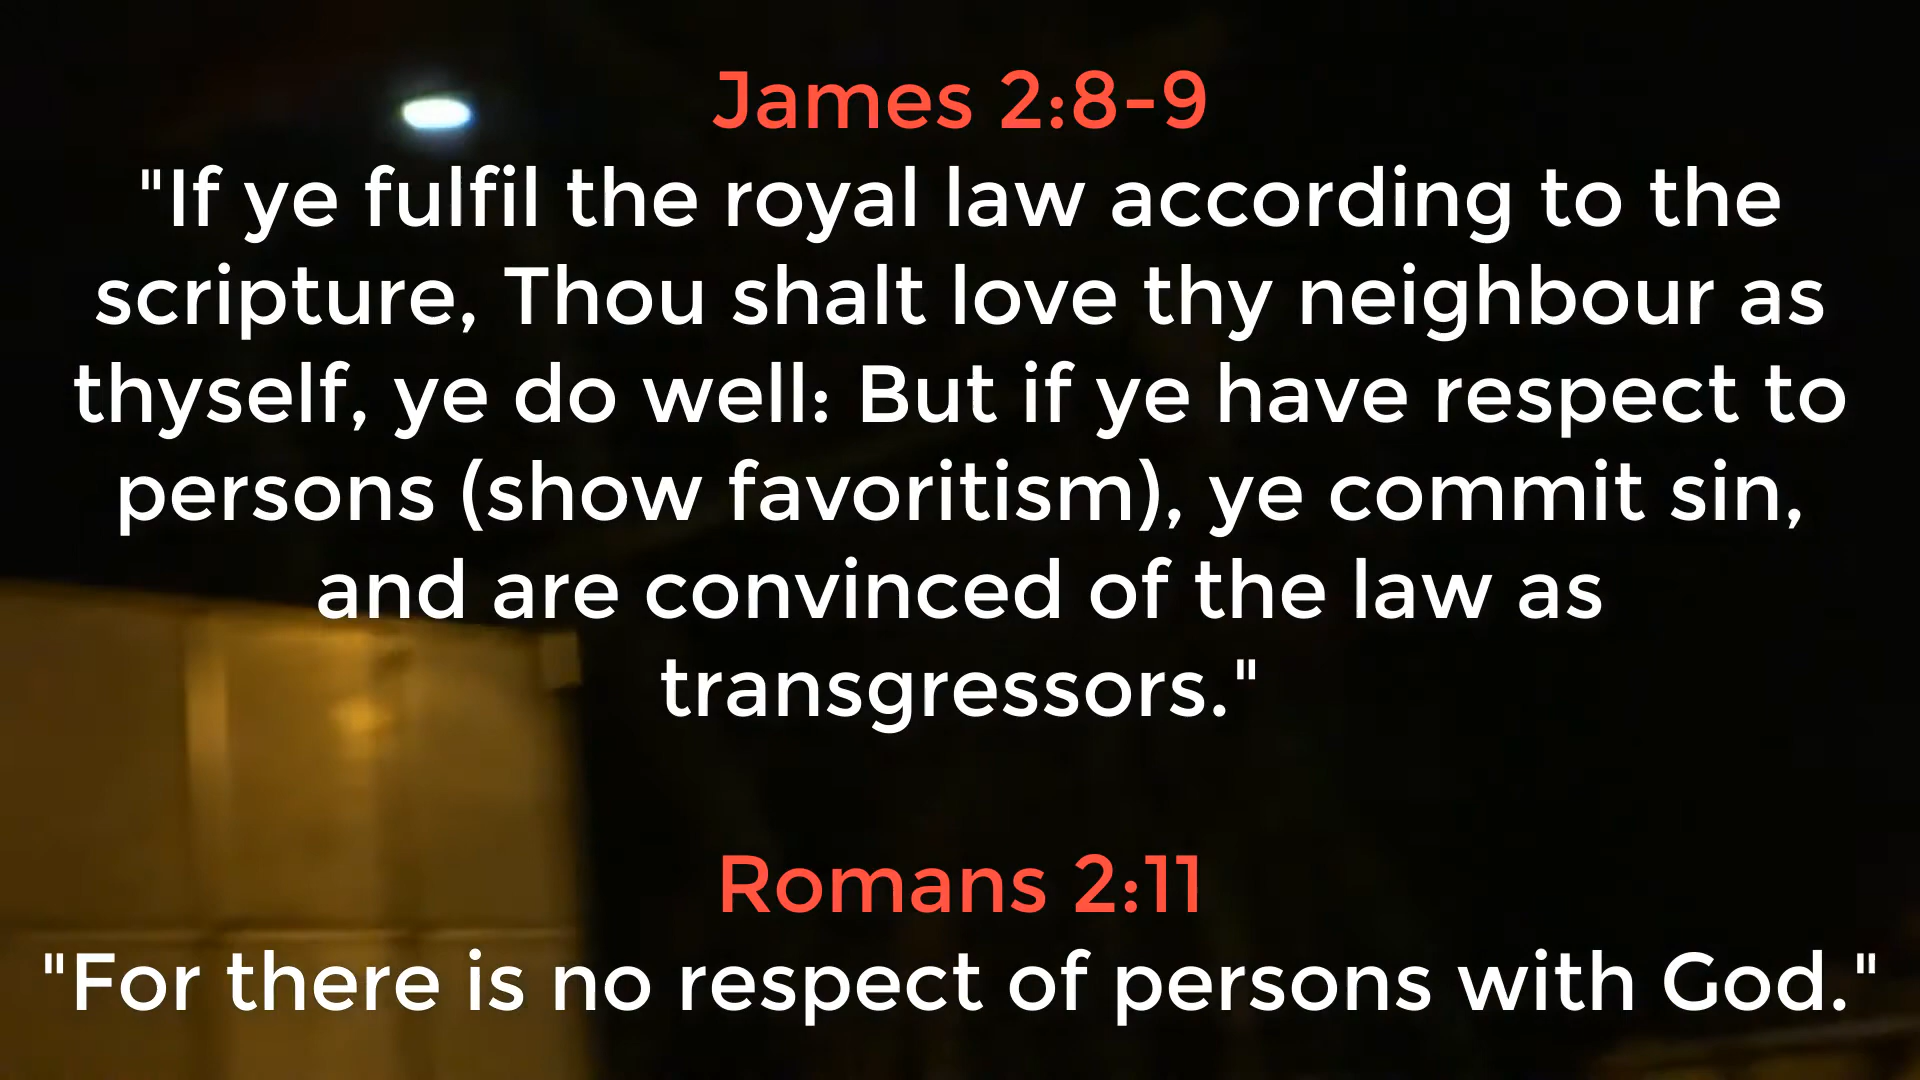 James 2:8-9
"If ye fulfil the royal law according to the
scripture, Thou shalt love thy neighbour as
thyself, ye do well: But if ye have respect to
persons (show favoritism), ye commit sin,
and are convinced of the law as
transgressors."
Romans 2:11
"For there is no respect of persons with God."